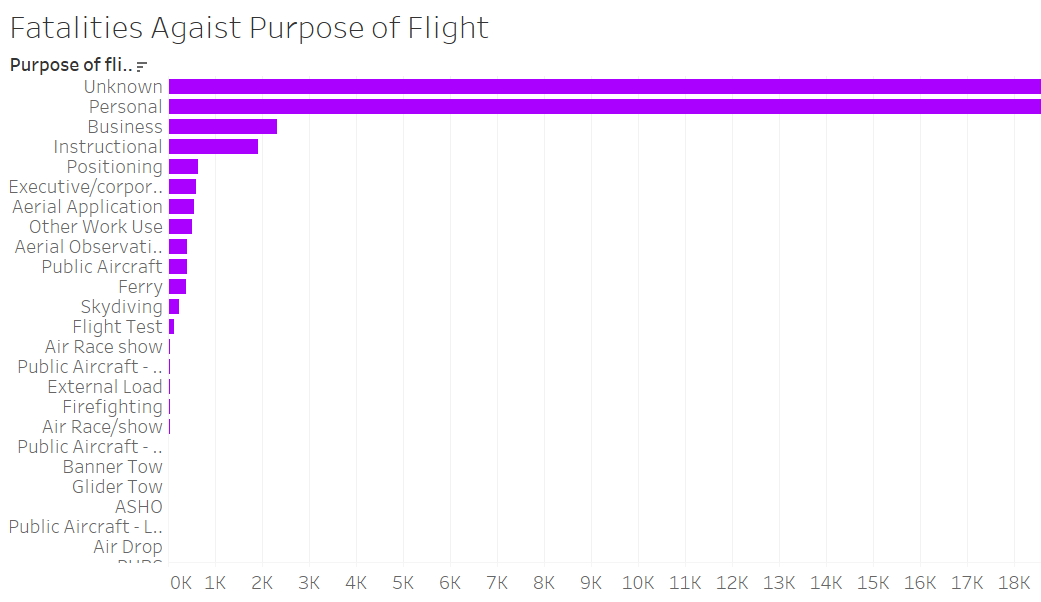 Fatalities Agaist Purpose of Flight
Purpose of fli..
Unknown
Personal
Business
Instructional
Positioning
Executive/corpor..
Aerial Application
Other Work Use
Aerial Observati..
Public Aircraft
Ferry
Skydiving
Flight Test
Air Race show
Public Aircraft - ..
External Load
Firefighting
Air Race/show
Public Aircraft - ..
Banner Tow
Glider Tow
ASHO
Public Aircraft - L..
Air Drop
0K 1K 2K 3K 4K 5K 6K 7K 8K 9K 10K 11K 12K 13K 14K 15K 16K 17K 18K